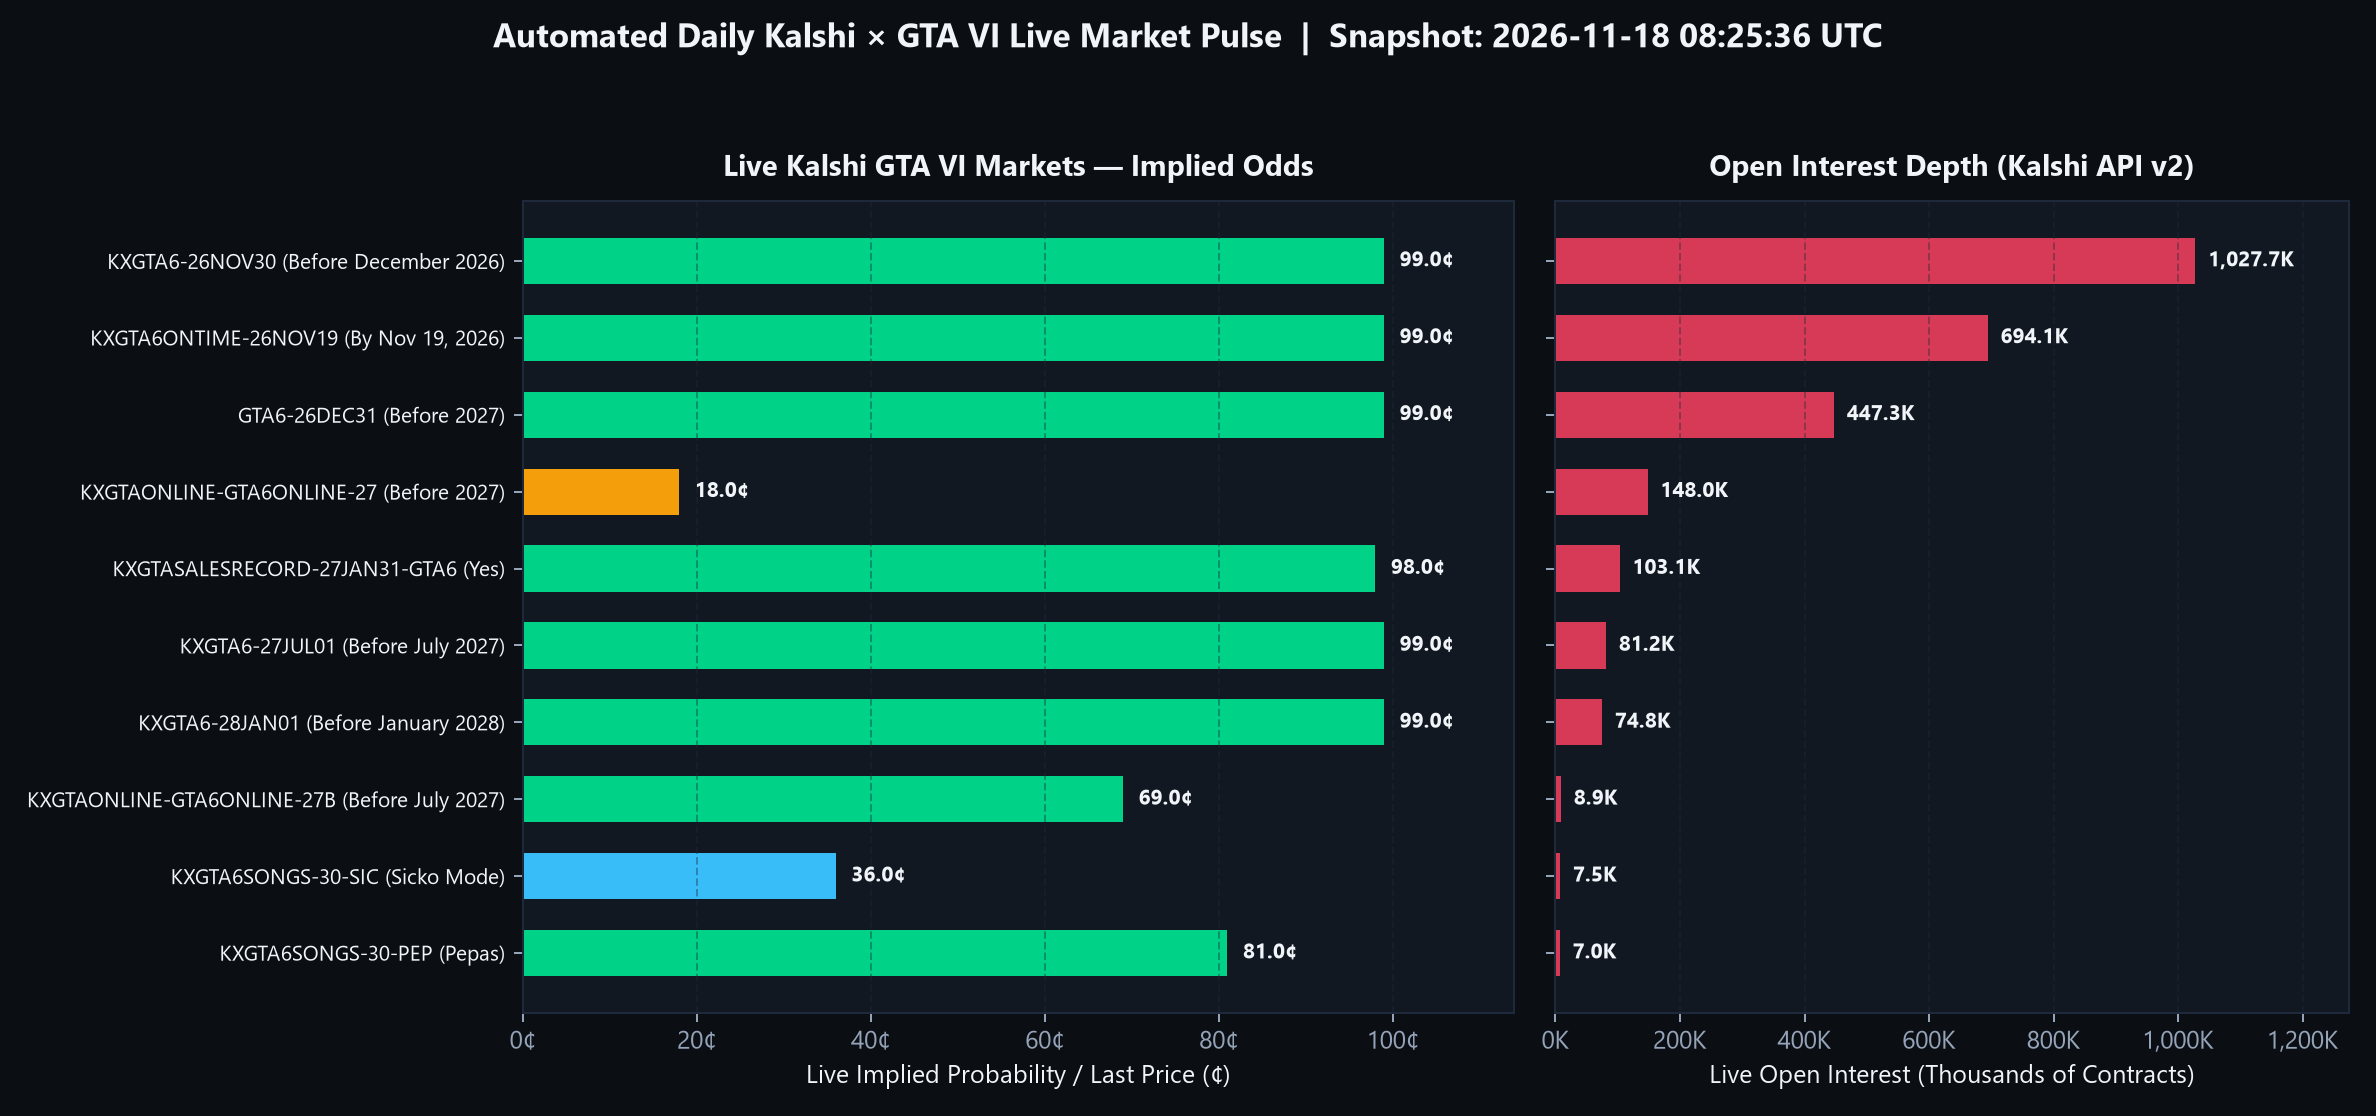 Automated Daily Kalshi × GTA VI Live Market Pulse | Snapshot: 2026-11-18 08:25:36 UTC
Live Kalshi GTA VI Markets — Implied Odds
KXGTA6-26NOV30 (Before December 2026)
99.0¢
KXGTA6ONTIME-26NOV19 (By Nov 19, 2026)
99.0¢
GTA6-26DEC31 (Before 2027)
99.0¢
KXGTAONLINE-GTA6ONLINE-27 (Before 2027)
18.0¢
KXGTASALESRECORD-27JAN31-GTA6 (Yes)
98.0¢
KXGTA6-27JUL01 (Before July 2027)
99.0¢
KXGTA6-28JAN01 (Before January 2028)
99.0¢
KXGTAONLINE-GTA6ONLINE-27B (Before July 2027)
69.0¢
KXGTA6SONGS-30-SIC (Sicko Mode)
36.0¢
KXGTA6SONGS-30-PEP (Pepas)
81.0¢
0¢ 20¢ 40¢ 60¢ 80¢ 100¢
Live Implied Probability / Last Price (¢)
Open Interest Depth (Kalshi API v2)
1,027.7K
694.1K
447.3K
148.0K
103.1K
81.2K
74.8K
8.9K
7.5K
7.0K
0K 200K 400K 600K 800K 1,000K 1,200K
Live Open Interest (Thousands of Contracts)